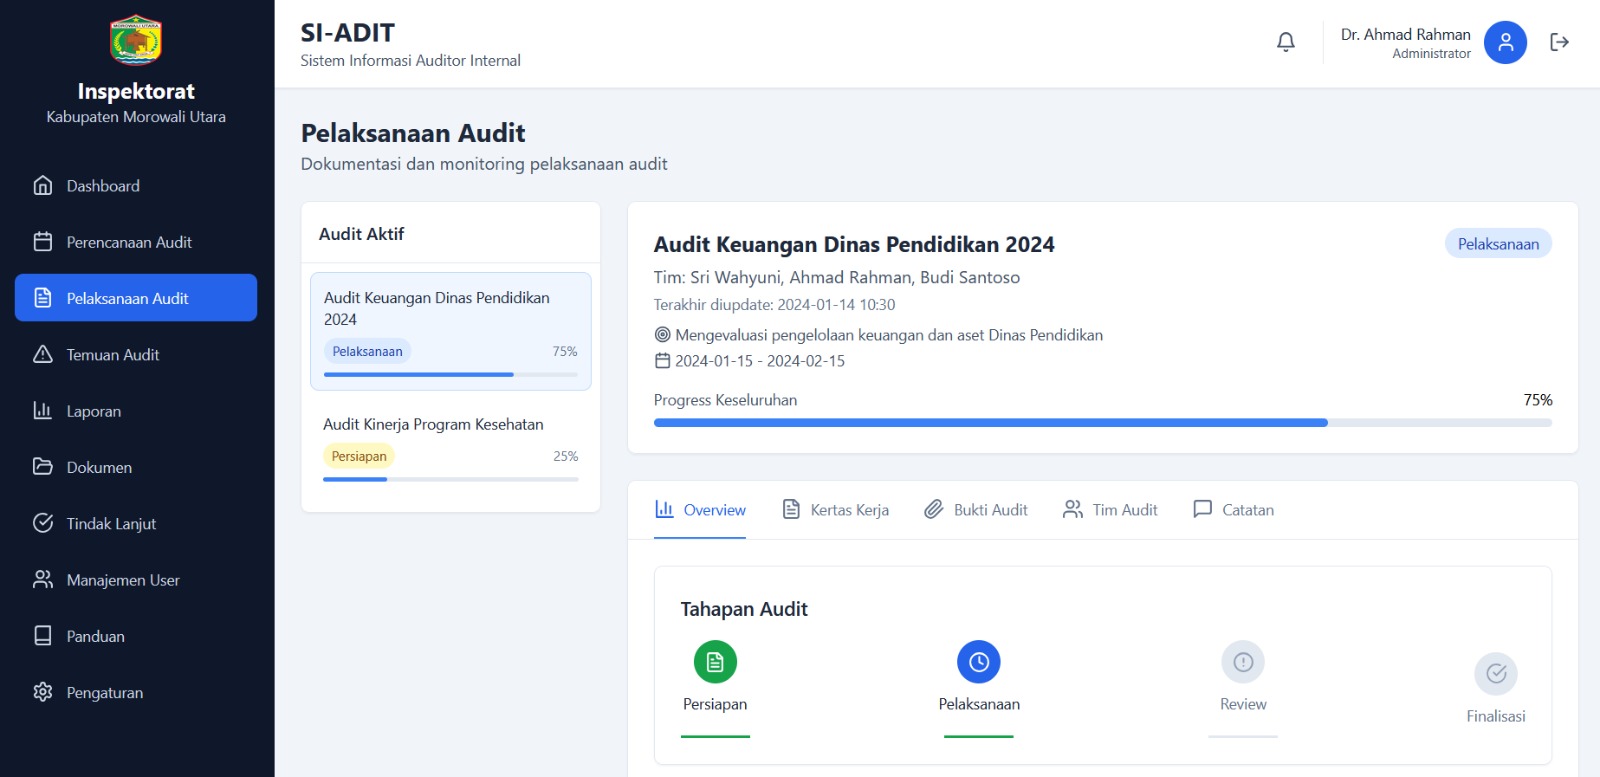 MOROWALI UTARA
Inspektorat
Kabupaten Morowali Utara
Dashboard
Perencanaan Audit
Pelaksanaan Audit
Temuan Audit
Laporan
Dokumen
Tindak Lanjut
Manajemen User
Panduan
Pengaturan
SI-ADIT
Sistem Informasi Auditor Internal
Dr. Ahmad Rahman
Administrator
Pelaksanaan Audit
Dokumentasi dan monitoring pelaksanaan audit
Audit Aktif
Audit Keuangan Dinas Pendidikan
2024
Pelaksanaan 75%
Audit Kinerja Program Kesehatan
Persiapan 25%
Audit Keuangan Dinas Pendidikan 2024
Pelaksanaan
Tim: Sri Wahyuni, Ahmad Rahman, Budi Santoso
Terakhir diupdate: 2024-01-14 10:30
Mengevaluasi pengelolaan keuangan dan aset Dinas Pendidikan
2024-01-15 - 2024-02-15
Progress Keseluruhan 75%
Overview Kertas Kerja Bukti Audit Tim Audit Catatan
Tahapan Audit
Persiapan Pelaksanaan Review Finalisasi